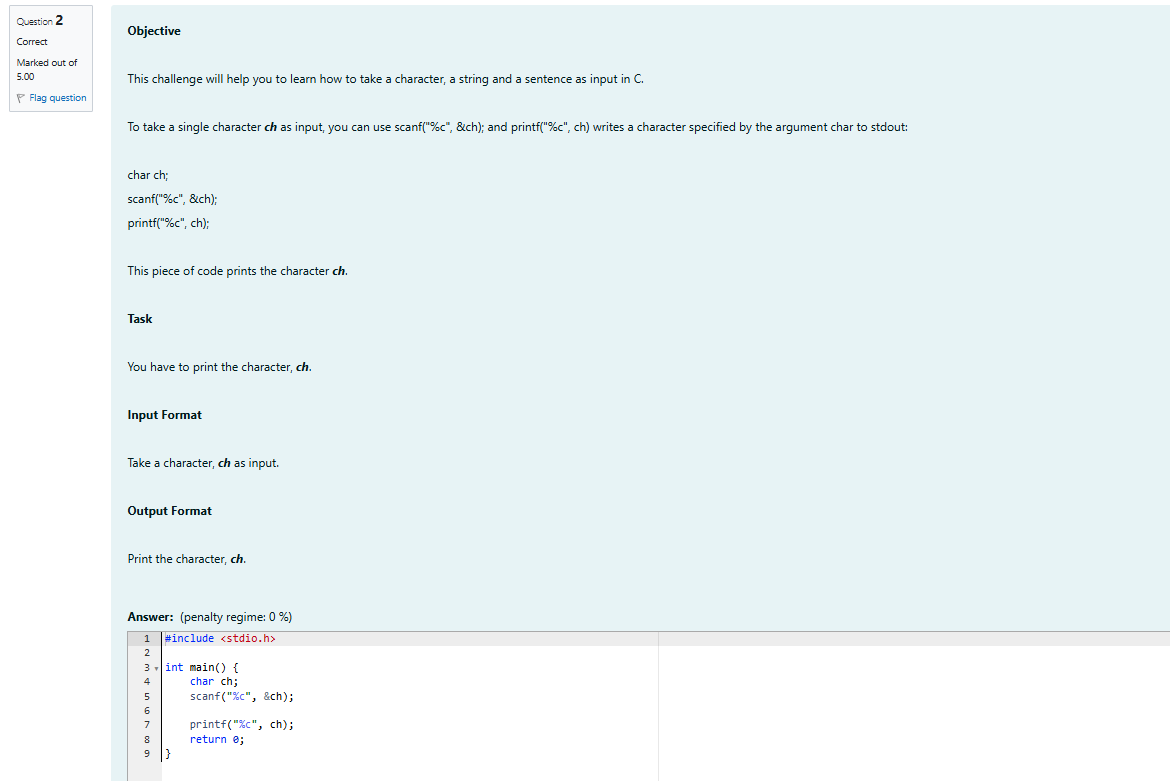 Question 2
Correct
Marked out of
5.00
Flag question
Objective
This challenge will help you to learn how to take a character, a string and a sentence as input in C.
To take a single character ch as input, you can use scanf("%c", &ch); and printf("%c", ch) writes a character specified by the argument char to stdout:
char ch;
scanf("%c", &ch);
printf("%c", ch);
This piece of code prints the character ch.
Task
You have to print the character, ch.
Input Format
Take a character, ch as input.
Output Format
Print the character, ch.
Answer: (penalty regime: 0 %)
1 #include <stdio.h>
2
3 int main() {
4     char ch;
5     scanf("%c", &ch);
6
7     printf("%c", ch);
8     return 0;
9 }